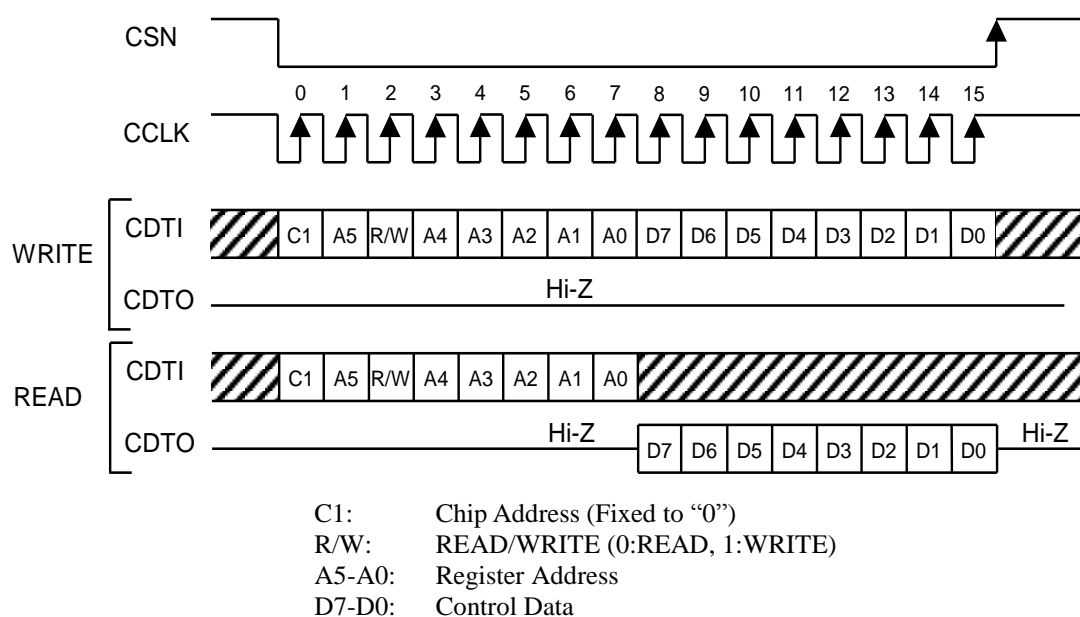 CSN
0 1 2 3 4 5 6 7 8 9 10 11 12 13 14 15
CCLK
WRITE
CDTI
C1 A5 R/W A4 A3 A2 A1 A0 D7 D6 D5 D4 D3 D2 D1 D0
CDTO
Hi-Z
READ
CDTI
C1 A5 R/W A4 A3 A2 A1 A0
CDTO
Hi-Z
D7 D6 D5 D4 D3 D2 D1 D0
Hi-Z
C1: Chip Address (Fixed to “0”)
R/W: READ/WRITE (0:READ, 1:WRITE)
A5-A0: Register Address
D7-D0: Control Data